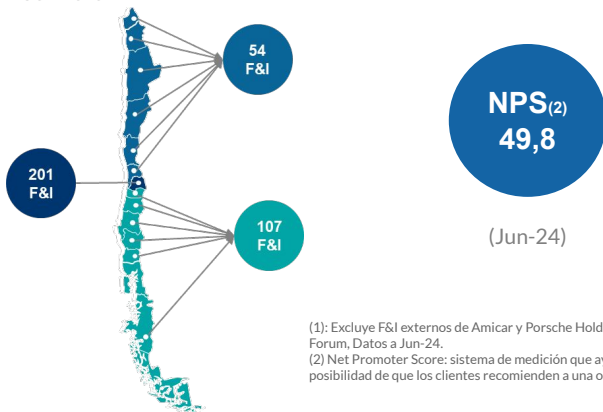 54
F&I
NPS(2)
49,8
201
F&I
107
F&I
(Jun-24)
(1): Excluye F&I externos de Amicar y Porsche Hold
Forum, Datos a Jun-24.
(2) Net Promoter Score: sistema de medición que
posibilidad de que los clientes recomienden a una